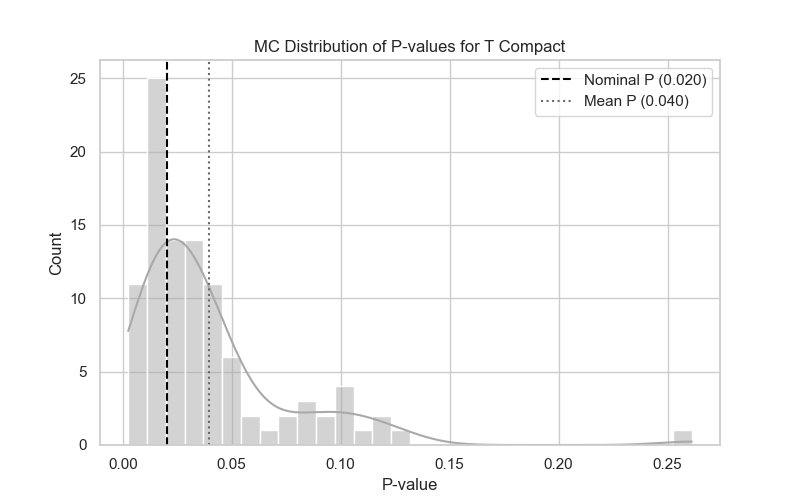 MC Distribution of P-values for T Compact
Nominal P (0.020)
Mean P (0.040)
Count
25
20
15
10
5
0
0.00 0.05 0.10 0.15 0.20 0.25
P-value